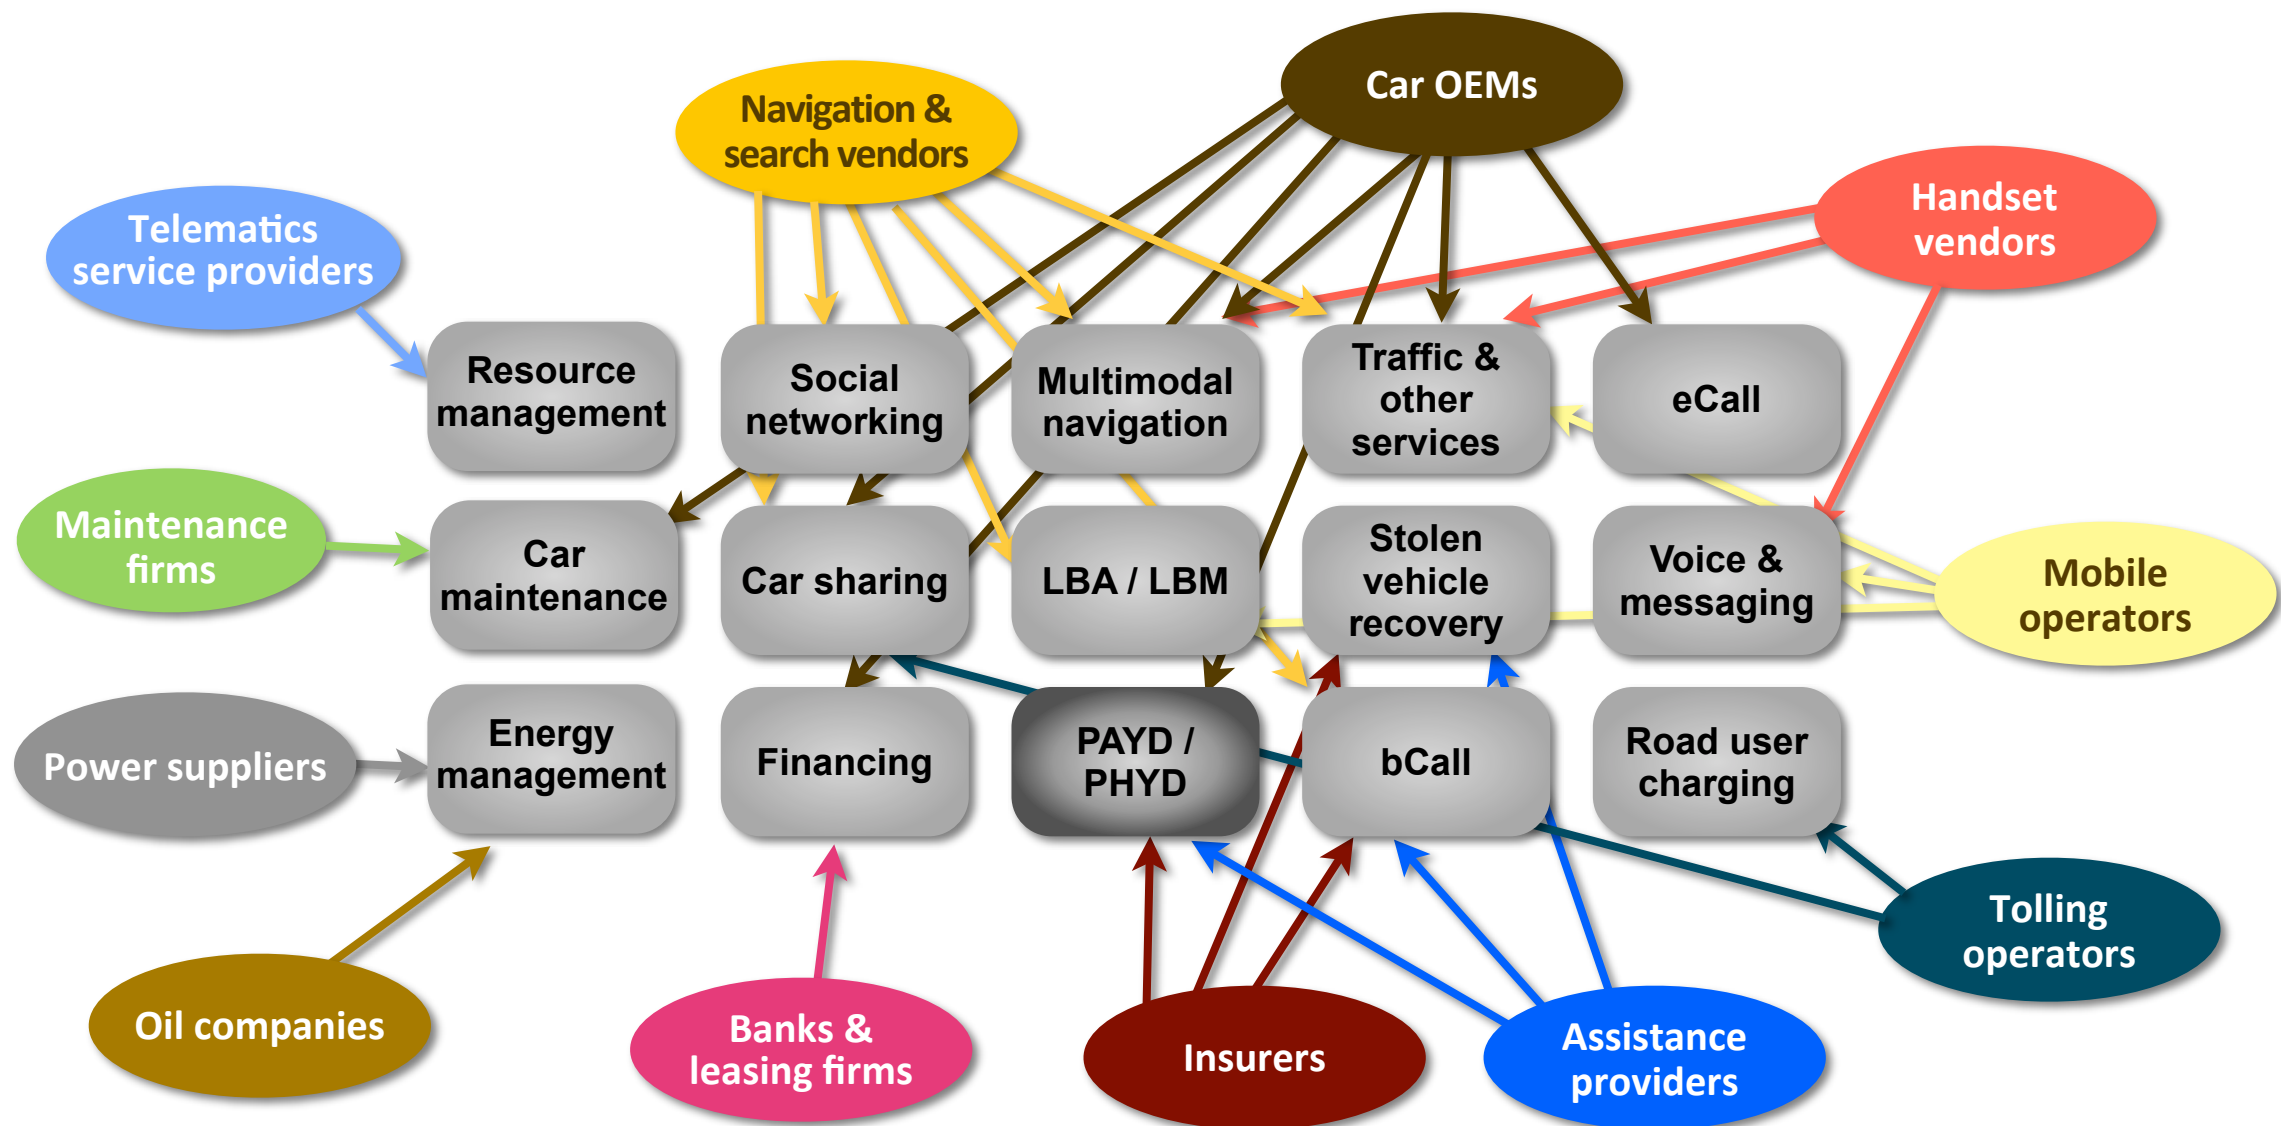 Car OEMs
Navigation &
search vendors
Handset
vendors
Telematics
service providers
Resource
management
Social
networking
Multimodal
navigation
Traffic &
other
services
eCall
Maintenance
firms
Car
maintenance
Car sharing
LBA / LBM
Stolen
vehicle
recovery
Voice &
messaging
Mobile
operators
Power suppliers
Energy
management
Financing
PAYD /
PHYD
bCall
Road user
charging
Tolling
operators
Oil companies
Banks &
leasing firms
Insurers
Assistance
providers